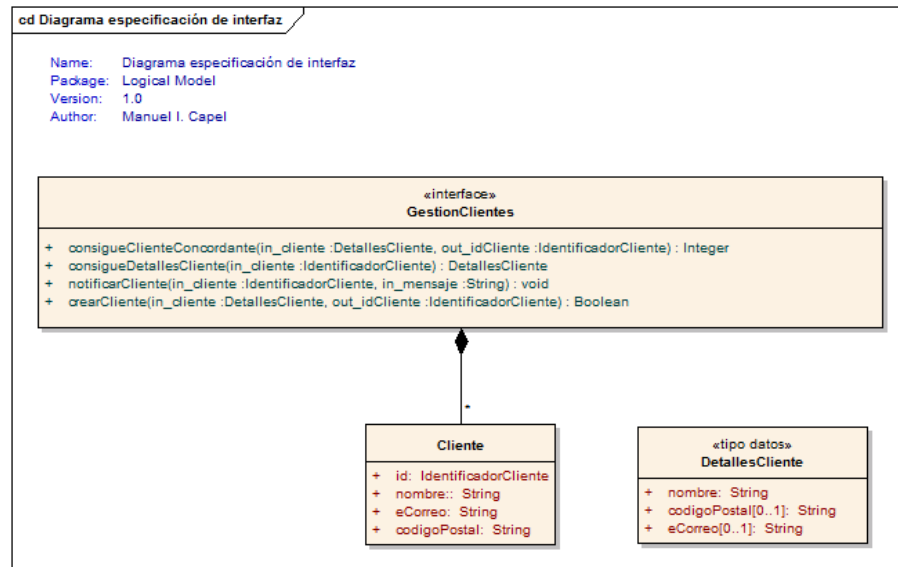 cd Diagrama especificación de interfaz
Name: Diagrama especificación de interfaz
Package: Logical Model
Version: 1.0
Author: Manuel I. Capel
«interface»
GestionClientes
+ consigueClienteConcordante(in_cliente :DetallesCliente, out_idCliente :IdentificadorCliente) : Integer
+ consigueDetallesCliente(in_cliente :IdentificadorCliente) : DetallesCliente
+ notificarCliente(in_cliente :IdentificadorCliente, in_mensaje :String) : void
+ crearCliente(in_cliente :DetallesCliente, out_idCliente :IdentificadorCliente) : Boolean
*
Cliente
+ id: IdentificadorCliente
+ nombre:: String
+ eCorreo: String
+ codigoPostal: String
«tipo datos»
DetallesCliente
+ nombre: String
+ codigoPostal[0..1]: String
+ eCorreo[0..1]: String